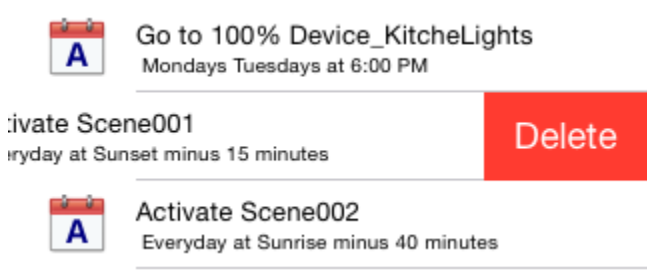 A
Go to 100% Device_KitcheLights
Mondays Tuesdays at 6:00 PM
tivate Scene001
eryday at Sunset minus 15 minutes
Delete
A
Activate Scene002
Everyday at Sunrise minus 40 minutes